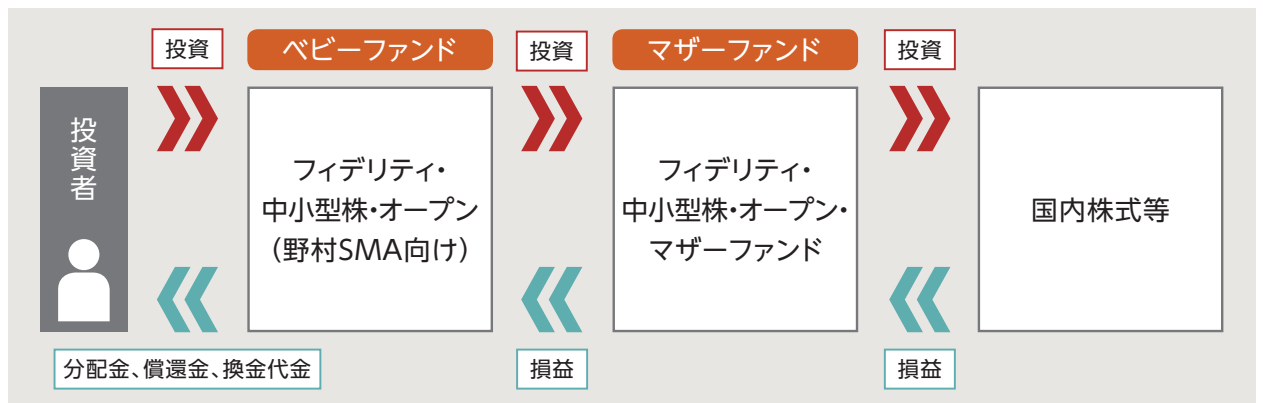 投資
ベビーファンド
投資
マザーファンド
投資
投資者
フィデリティ・
中小型株・オープン
（野村SMA向け）
フィデリティ・
中小型株・オープン・
マザーファンド
国内株式等
分配金、償還金、換金代金
損益
損益